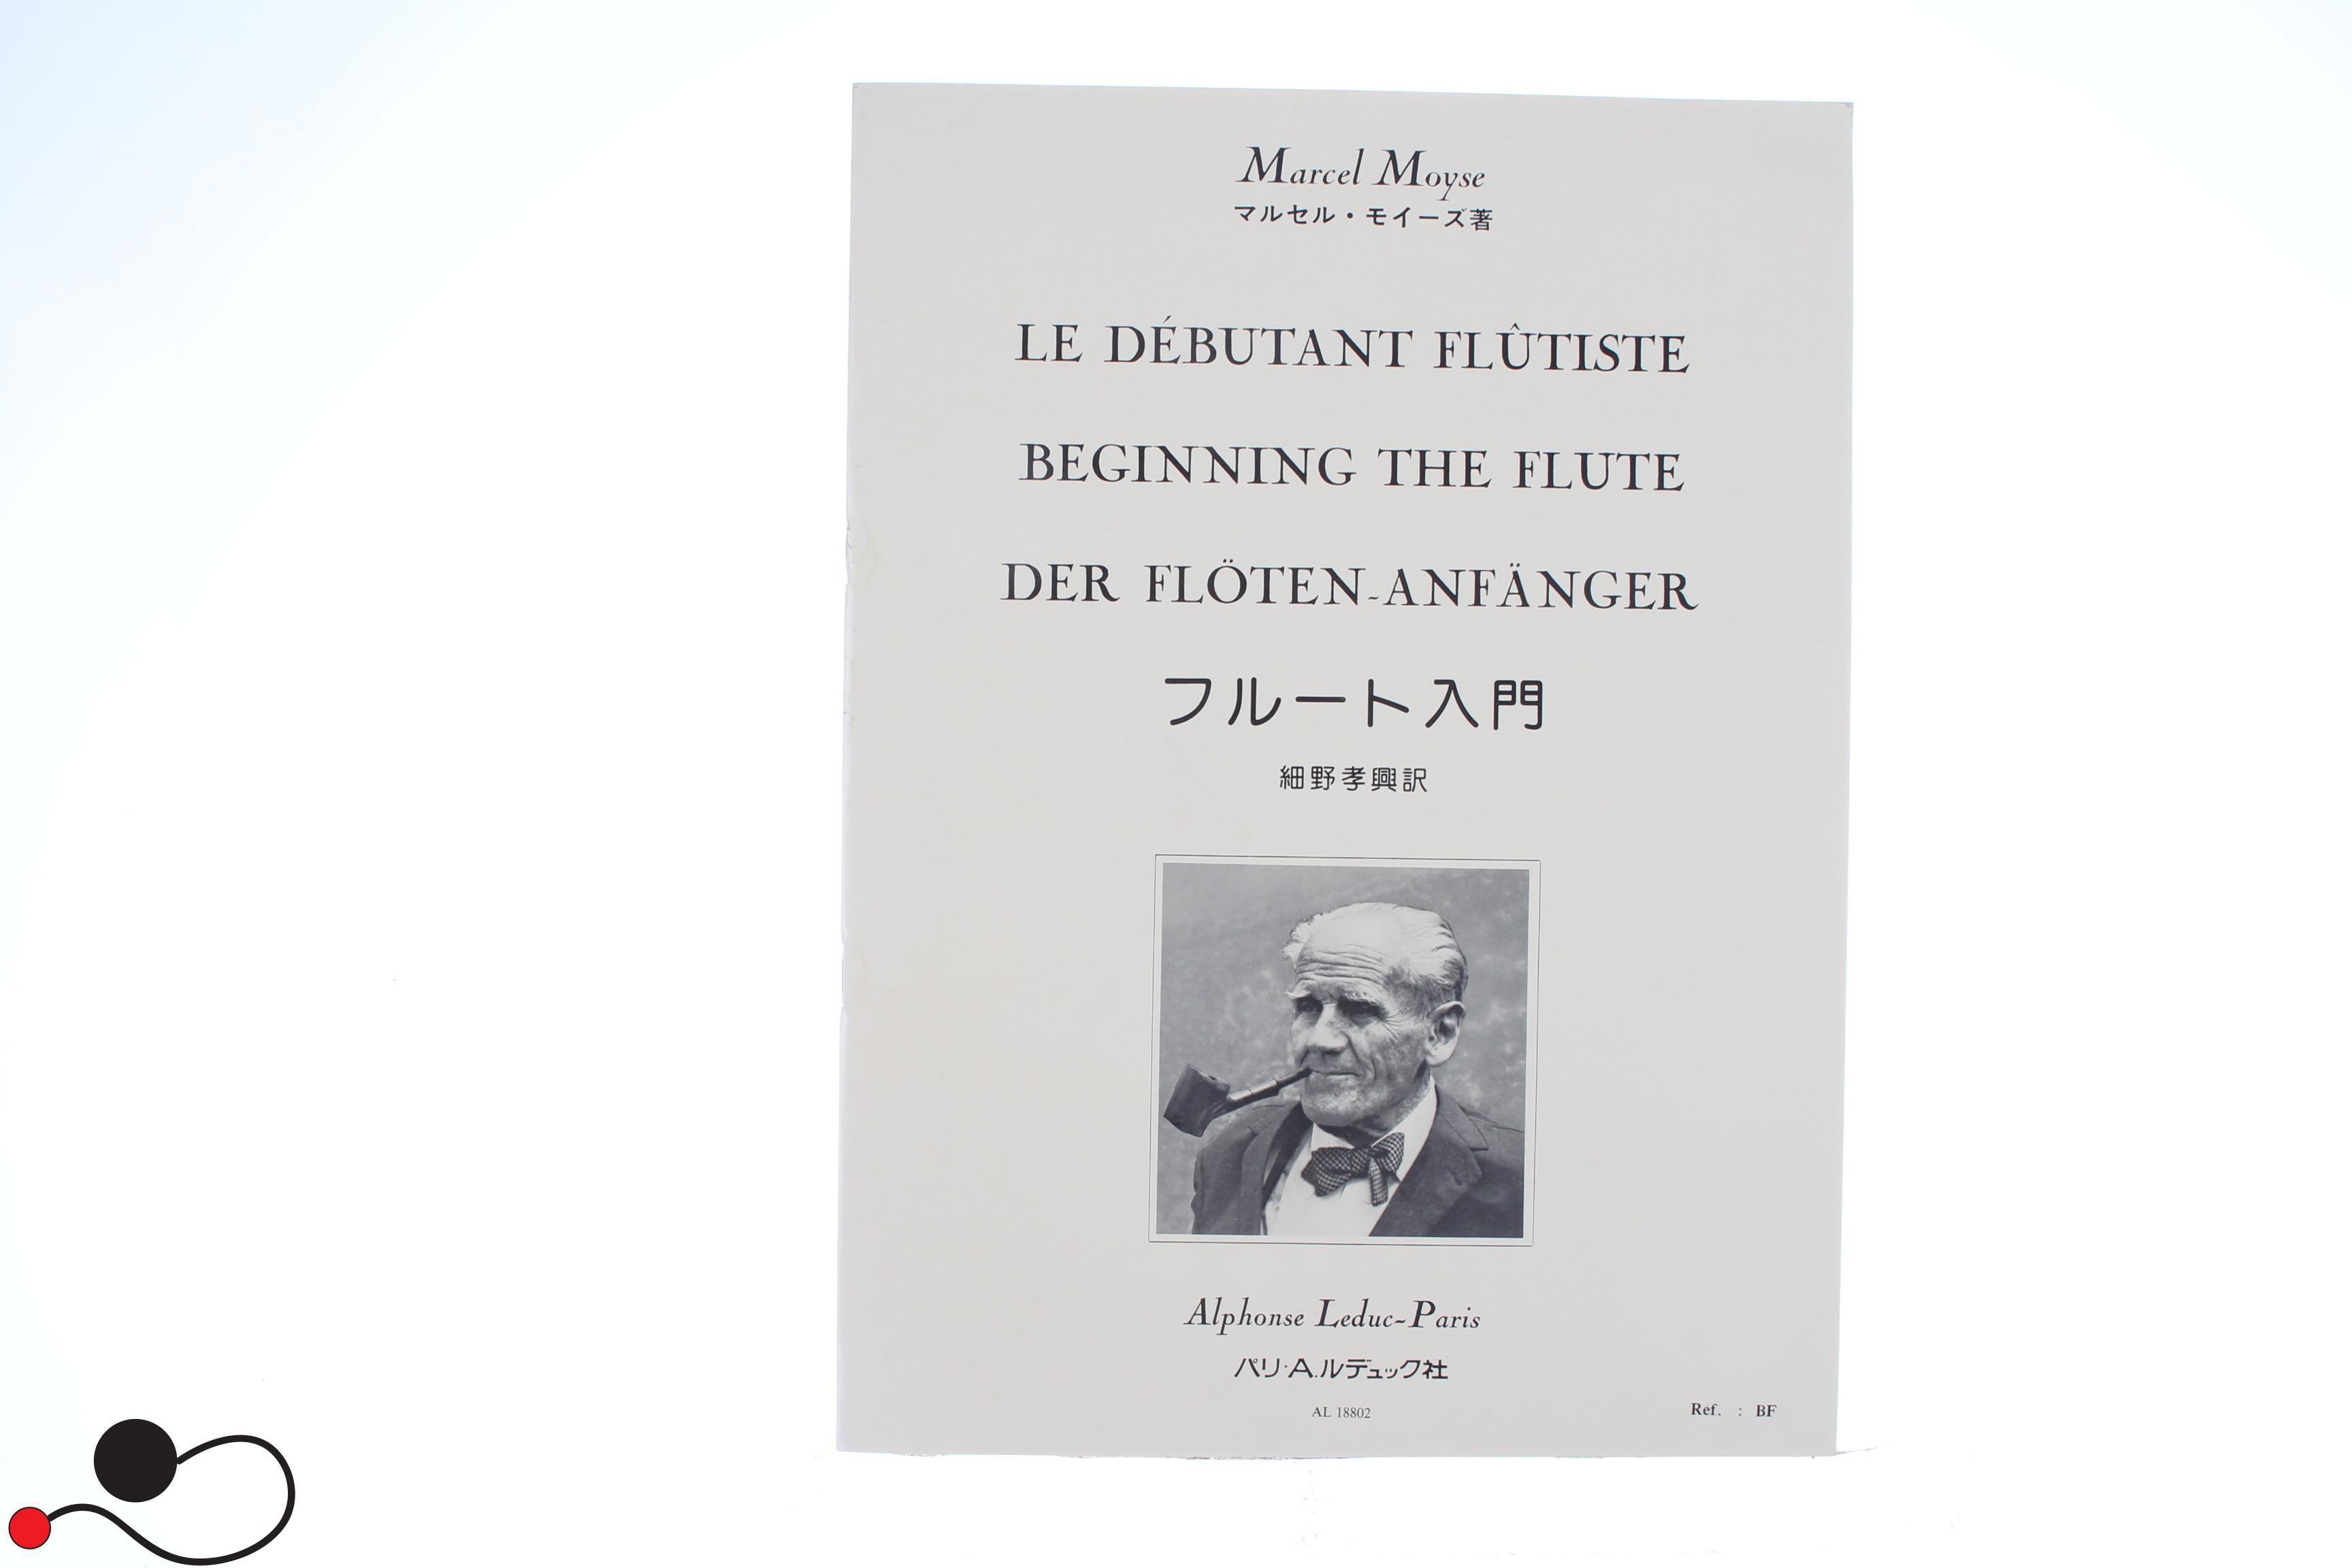 Marcel Moyse
マルセル・モイーズ著
LE DÉBUTANT FLÛTISTE
BEGINNING THE FLUTE
DER FLÖTEN-ANFÄNGER
フルート入門
細野孝興訳
Alphonse Leduc-Paris
パリ・A.ルデュック社
AL 18802
Réf. : BF